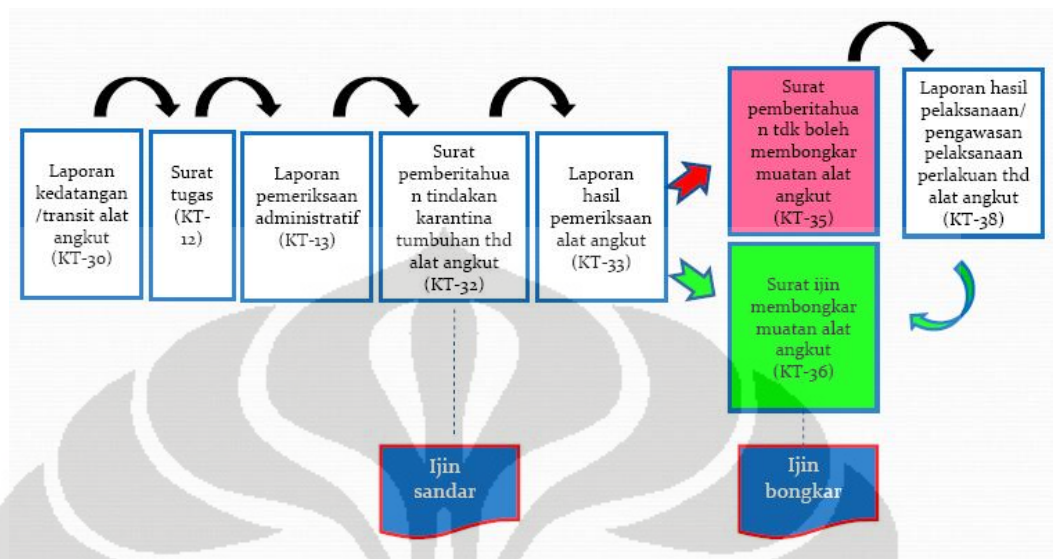 Laporan
kedatangan
/transit alat
angkut
(KT-30)
Surat
tugas
(KT-
12)
Laporan
pemeriksaan
administratif
(KT-13)
Surat
pemberitahua
n tindakan
karantina
tumbuhan thd
alat angkut
(KT-32)
Laporan
hasil
pemeriksaan
alat angkut
(KT-33)
Surat
pemberitahua
n tdk boleh
membongkar
muatan alat
angkut
(KT-35)
Laporan hasil
pelaksanaan/
pengawasan
pelaksanaan
perlakuan thd
alat angkut
(KT-38)
Surat ijin
membongkar
muatan alat
angkut
(KT-36)
Ijin
sandar
Ijin
bongkar